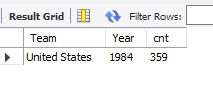 Result Grid Filter Rows:
Team Year cnt
United States 1984 359